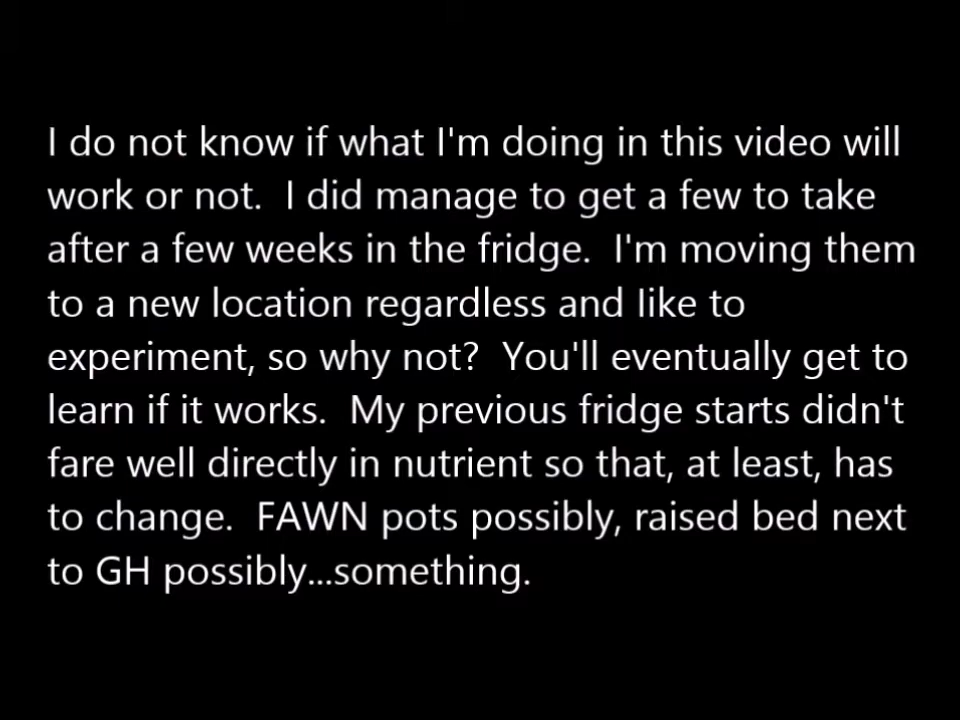 I do not know if what I'm doing in this video will
work or not.  I did manage to get a few to take
after a few weeks in the fridge.  I'm moving them
to a new location regardless and like to
experiment, so why not?  You'll eventually get to
learn if it works.  My previous fridge starts didn't
fare well directly in nutrient so that, at least, has
to change.  FAWN pots possibly, raised bed next
to GH possibly...something.